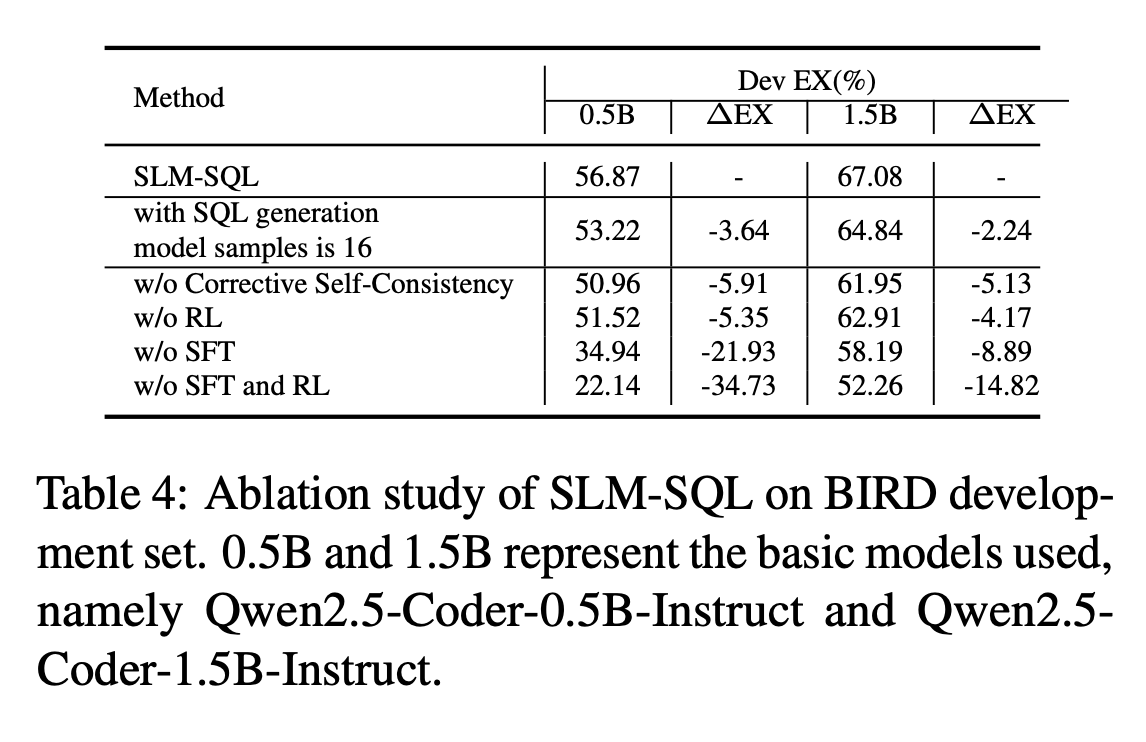 Method Dev EX(%)
0.5B ΔEX 1.5B ΔEX
SLM-SQL 56.87 - 67.08 -
with SQL generation
model samples is 16 53.22 -3.64 64.84 -2.24
w/o Corrective Self-Consistency 50.96 -5.91 61.95 -5.13
w/o RL 51.52 -5.35 62.91 -4.17
w/o SFT 34.94 -21.93 58.19 -8.89
w/o SFT and RL 22.14 -34.73 52.26 -14.82
Table 4: Ablation study of SLM-SQL on BIRD develop-
ment set. 0.5B and 1.5B represent the basic models used,
namely Qwen2.5-Coder-0.5B-Instruct and Qwen2.5-
Coder-1.5B-Instruct.